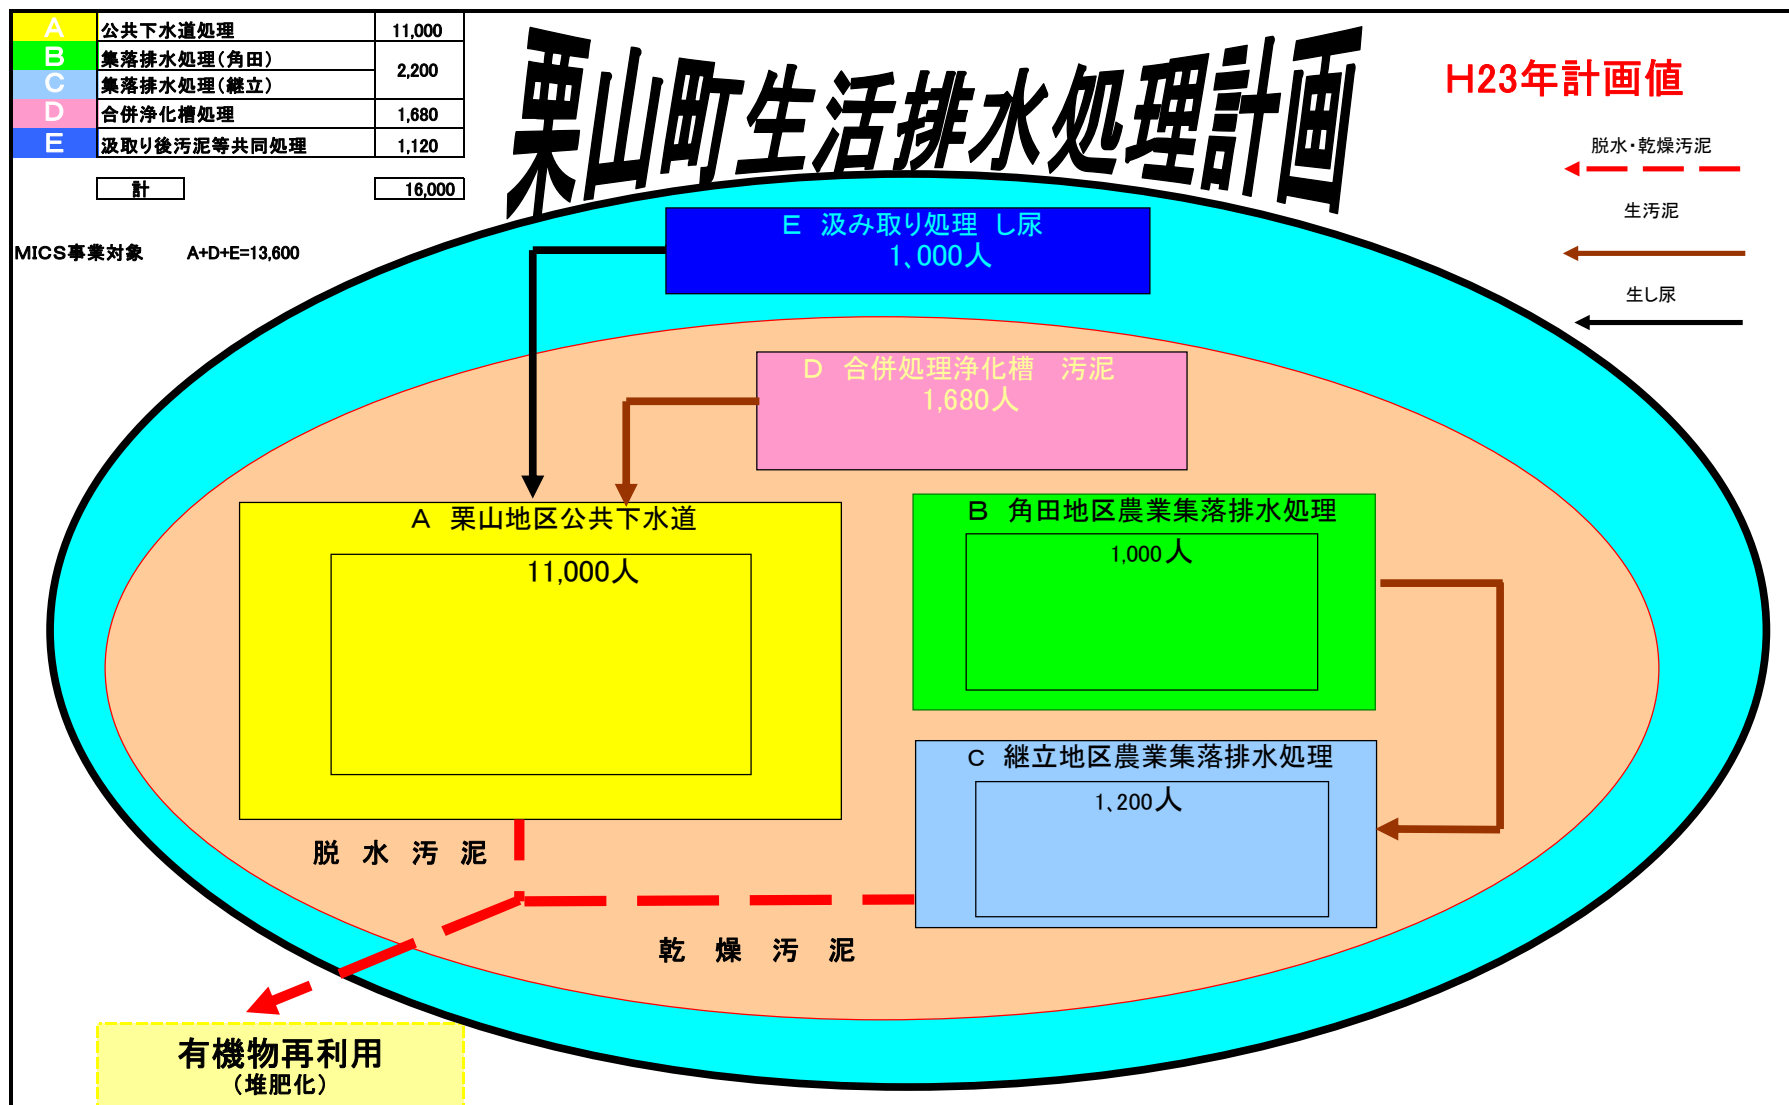 栗山町生活排水処理計画
H23年計画値
A 公共下水道処理 11,000
B 集落排水処理(角田) 2,200
C 集落排水処理(継立)
D 合併浄化槽処理 1,680
E 汲取り後汚泥等共同処理 1,120
計 16,000
MICS事業対象 A+D+E=13,600
脱水・乾燥汚泥
生汚泥
生し尿
E 汲み取り処理 し尿
1、000人
D 合併処理浄化槽 汚泥
1,680人
A 栗山地区公共下水道
11,000人
B 角田地区農業集落排水処理
1,000人
C 継立地区農業集落排水処理
1、200人
脱水汚泥
乾燥汚泥
有機物再利用
(堆肥化)